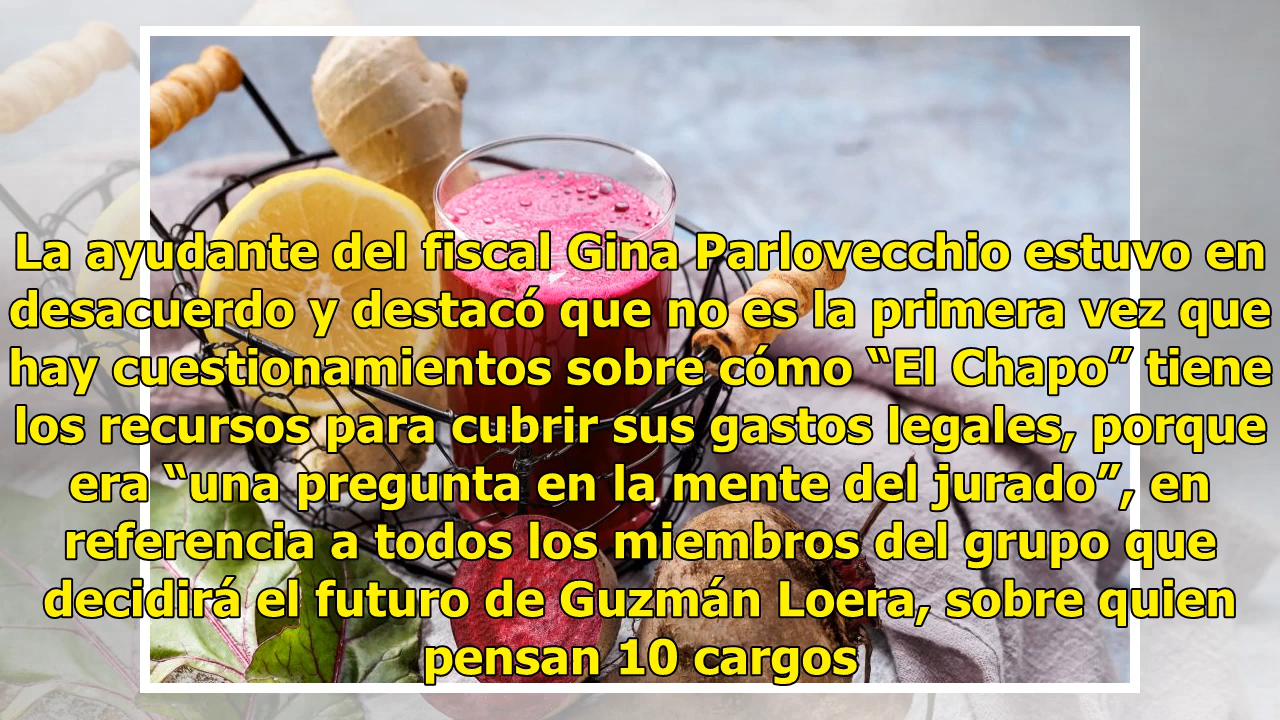 La ayudante del fiscal Gina Parlovecchio estuvo en
desacuerdo y destacó que no es la primera vez que
hay cuestionamientos sobre cómo “El Chapo” tiene
los recursos para cubrir sus gastos legales, porque
era “una pregunta en la mente del jurado”, en
referencia a todos los miembros del grupo que
decidirá el futuro de Guzmán Loera, sobre quien
pensan 10 cargos